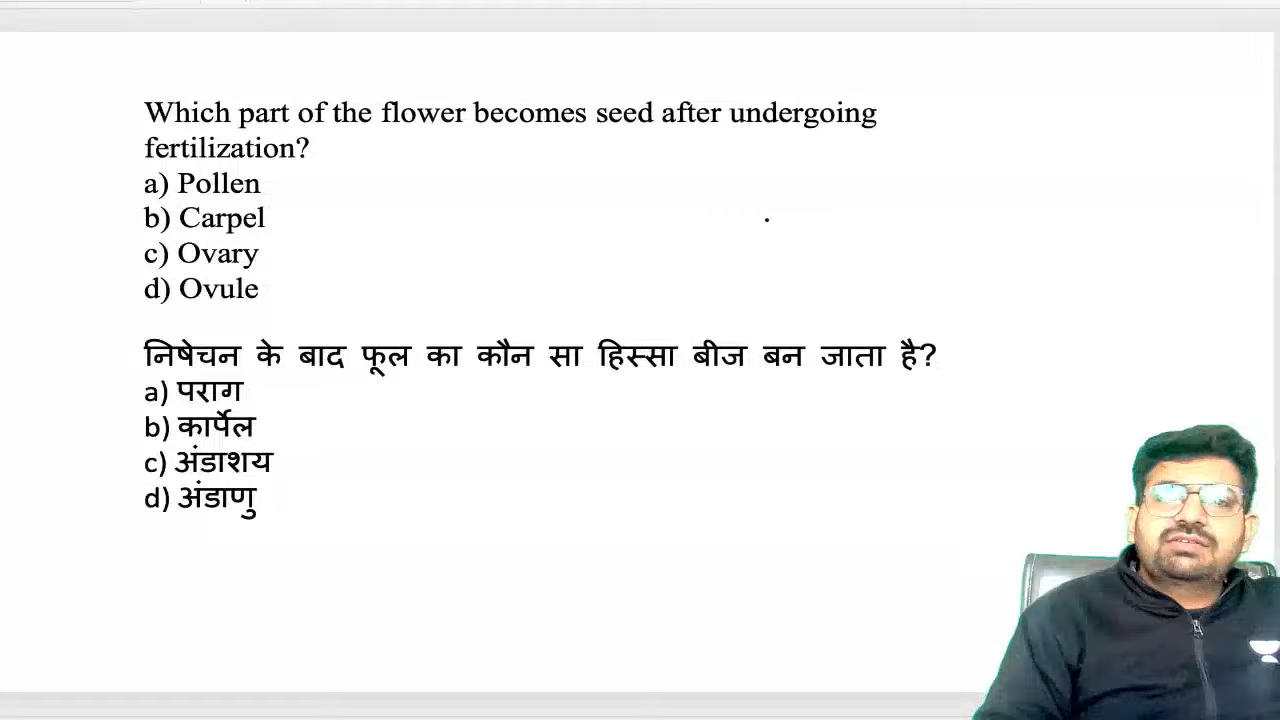 Which part of the flower becomes seed after undergoing
fertilization?
a) Pollen
b) Carpel
c) Ovary
d) Ovule
निषेचन के बाद फूल का कौन सा हिस्सा बीज बन जाता है?
a) पराग
b) कार्पेल
c) अंडाशय
d) अंडाणु